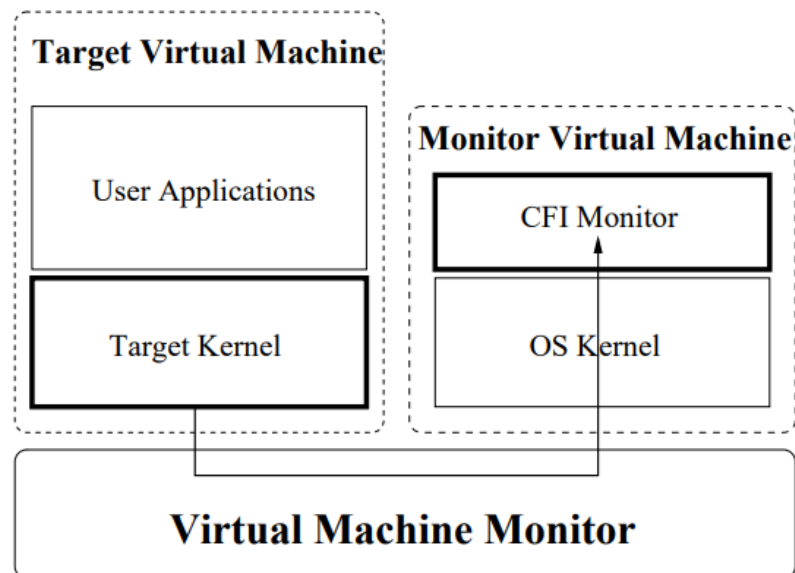 Target Virtual Machine
User Applications
Target Kernel
Monitor Virtual Machine
CFI Monitor
OS Kernel
Virtual Machine Monitor